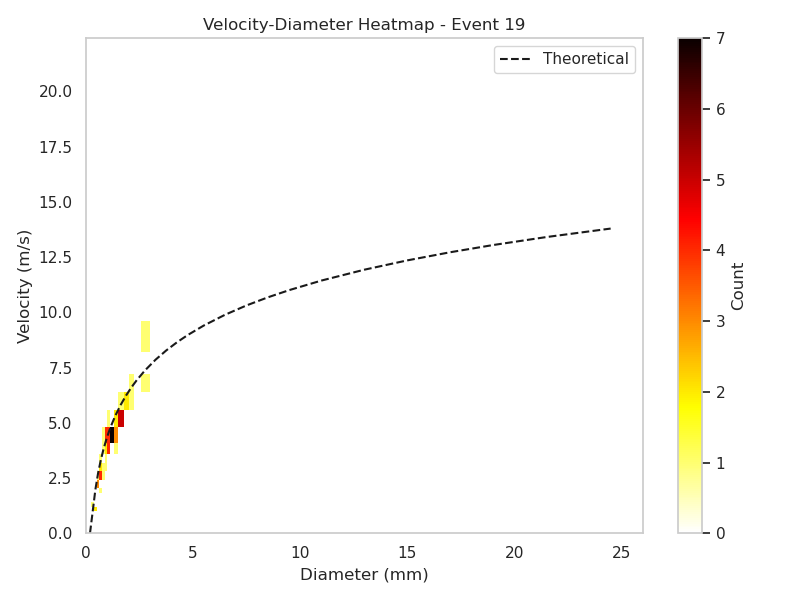 Velocity-Diameter Heatmap - Event 19
Theoretical
20.0
17.5
15.0
12.5
10.0
7.5
5.0
2.5
0.0
Velocity (m/s)
0 5 10 15 20 25
Diameter (mm)
7
6
5
4
3
2
1
0
Count